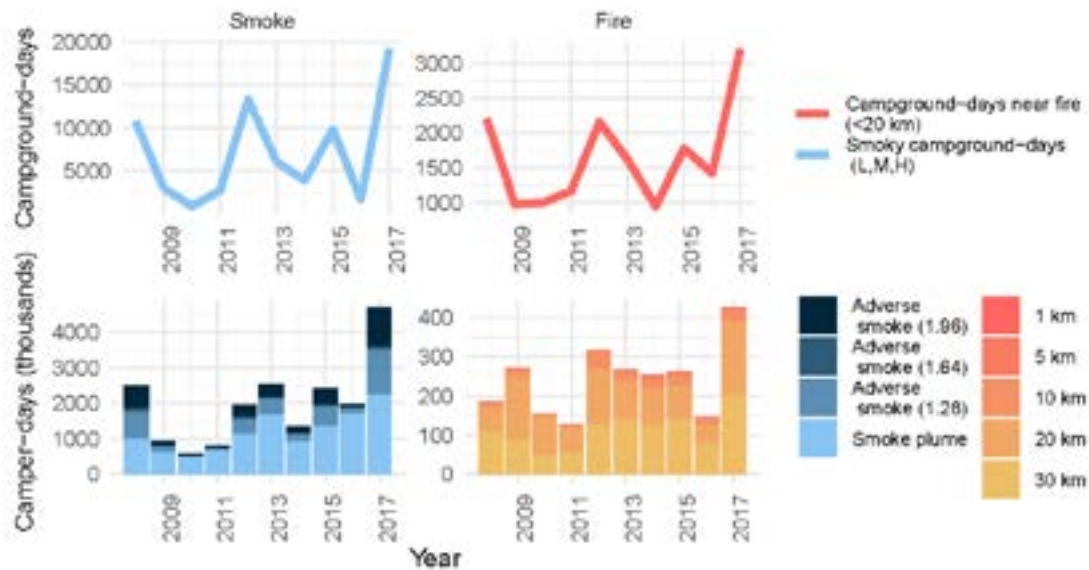 Smoke
Fire
Campground-days
20000
15000
10000
5000
3000
2500
2000
1500
1000
2009
2011
2013
2015
2017
2009
2011
2013
2015
2017
Campground-days near fire
(<20 km)
Smoky campground-days
(L,M,H)
Camper-days (thousands)
4000
3000
2000
1000
0
400
300
200
100
0
2009
2011
2013
2015
2017
2009
2011
2013
2015
2017
Year
Adverse
smoke (1.96)
Adverse
smoke (1.64)
Adverse
smoke (1.28)
Smoke plume
1 km
5 km
10 km
20 km
30 km